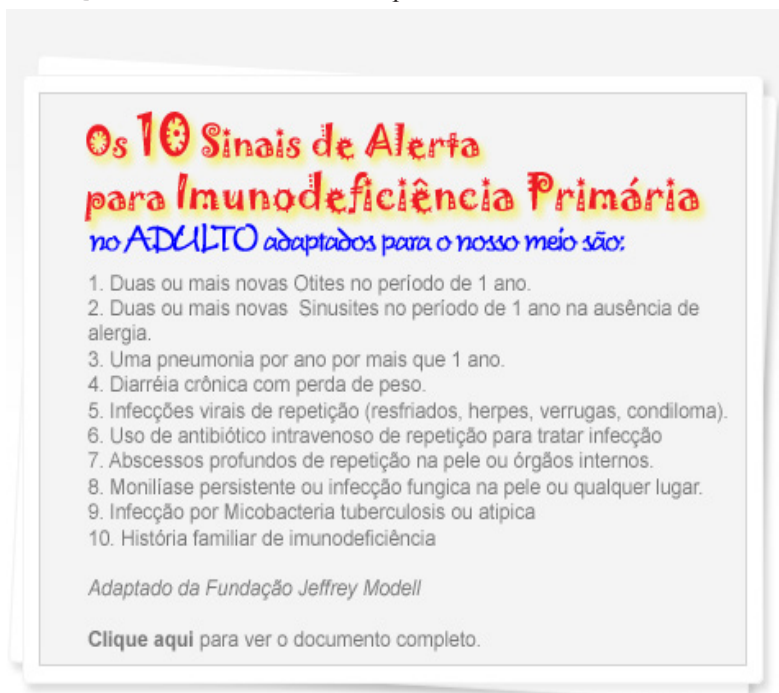 Os 10 Sinais de Alerta
para Imunodeficiência Primária
no ADULTO adaptados para o nosso meio são:
1. Duas ou mais novas Otites no período de 1 ano.
2. Duas ou mais novas Sinusites no período de 1 ano na ausência de
alergia.
3. Uma pneumonia por ano por mais que 1 ano.
4. Diarréia crônica com perda de peso.
5. Infecções virais de repetição (resfriados, herpes, verrugas, condiloma).
6. Uso de antibiótico intravenoso de repetição para tratar infecção
7. Abscessos profundos de repetição na pele ou órgãos internos.
8. Monilíase persistente ou infecção fungica na pele ou qualquer lugar.
9. Infecção por Micobacteria tuberculosis ou atipica
10. História familiar de imunodeficiência
Adaptado da Fundação Jeffrey Modell
Clique aqui para ver o documento completo.